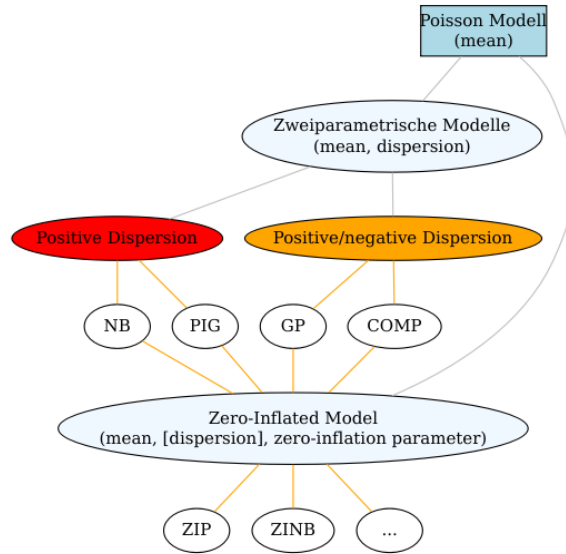 Poisson Modell
(mean)
Zweiparametrische Modelle
(mean, dispersion)
Positive Dispersion
Positive/negative Dispersion
NB
PIG
GP
COMP
Zero-Inflated Model
(mean, [dispersion], zero-inflation parameter)
ZIP
ZINB
...